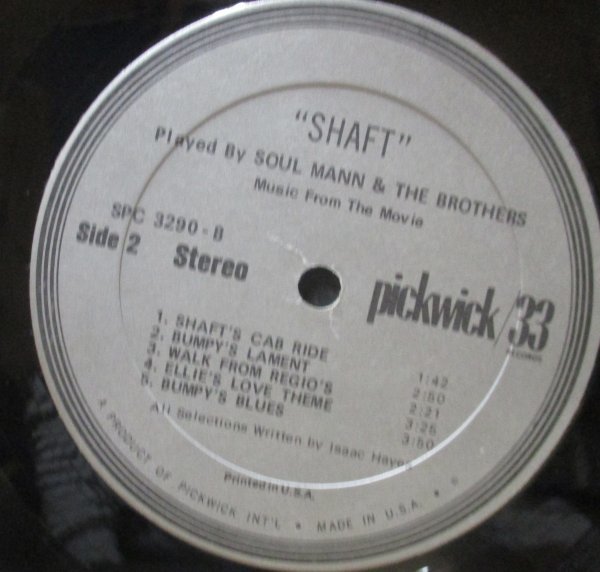 "SHAFT"
Played By SOUL MANN & THE BROTHERS
Music From The Movie
SPC 3290-B
Side 2 Stereo
pickwick/33
RECORDS
1. SHAFT'S CAB RIDE 1:42
2. BUMPY'S LAMENT 2:50
3. WALK FROM REGIO'S 2:21
4. ELLIE'S LOVE THEME 3:25
5. BUMPY'S BLUES 3:50
All Selections Written by Isaac Hayes
Printed in U.S.A.
A PRODUCT OF PICKWICK INT'L • MADE IN U.S.A. •